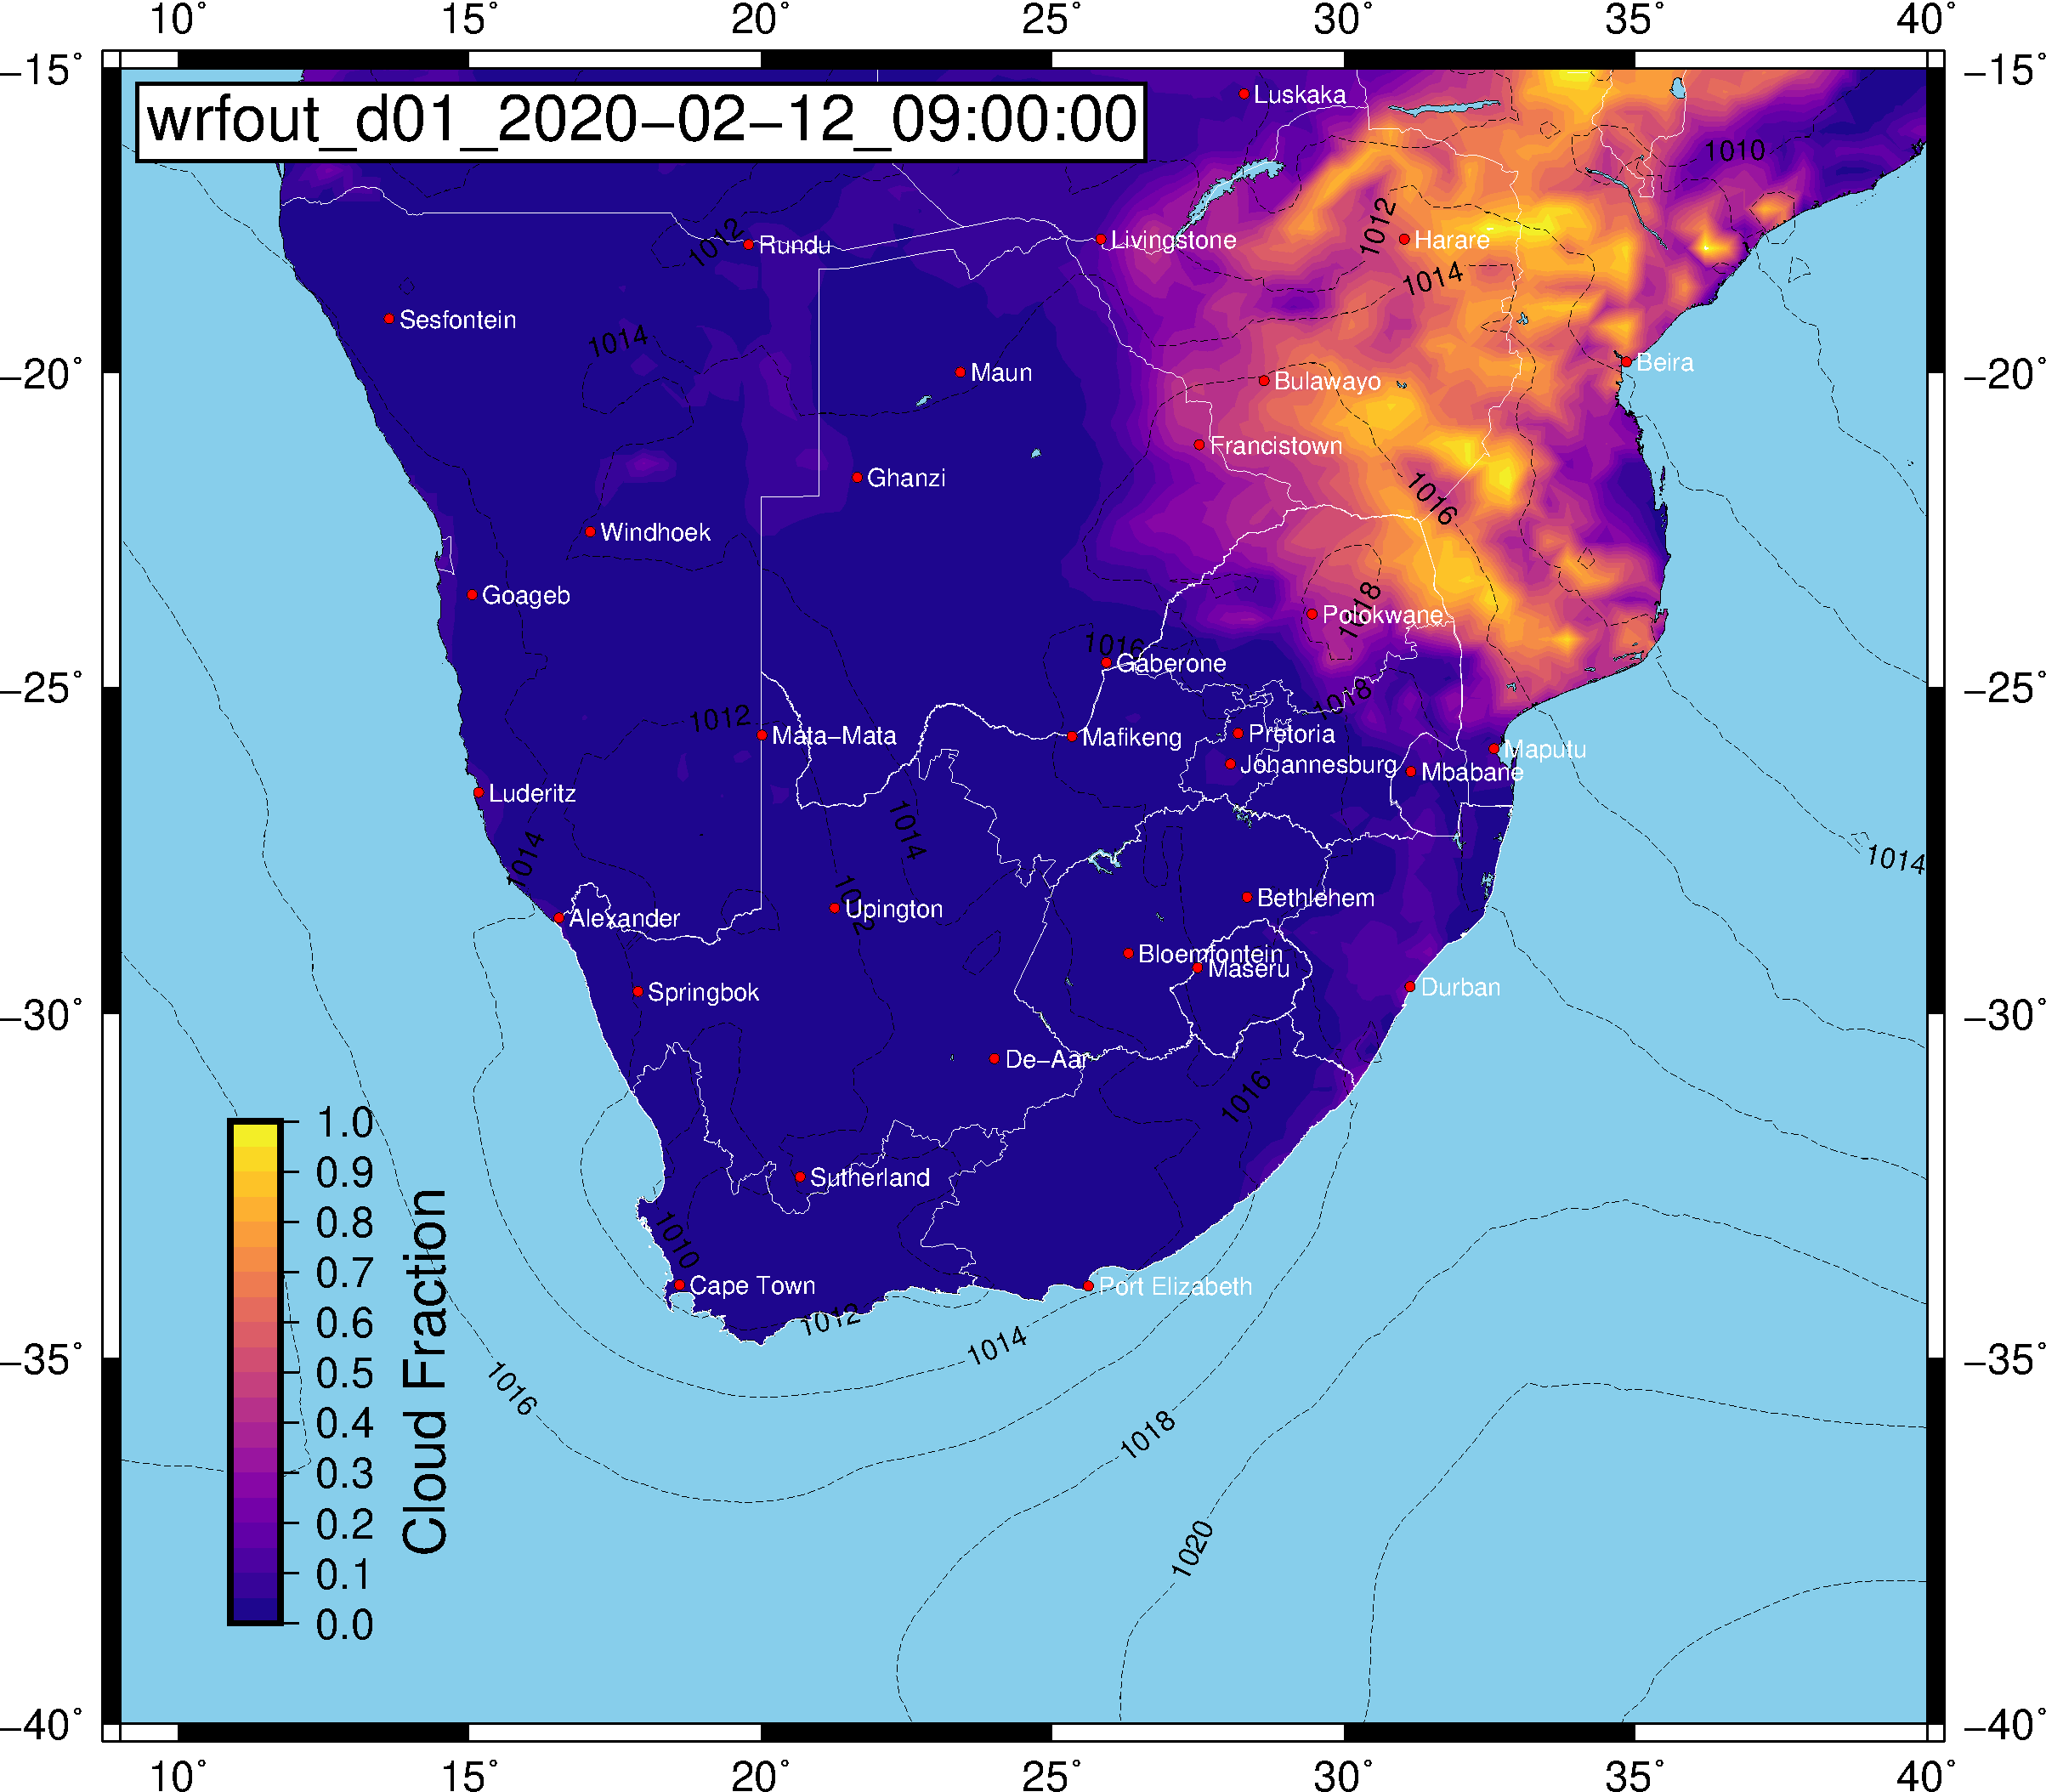 10° 15° 20° 25° 30° 35° 40°
−15° −15°
wrfout_d01_2020−02−12_09:00:00
Luskaka
1010
1012
1012
Rundu
Livingstone
Harare
1014
Sesfontein
1014
Beira
−20° −20°
Maun
Bulawayo
Francistown
Ghanzi
1016
Windhoek
Goageb
1018
Polokwane
1016
Gaberone
−25° −25°
1018
1012
Mata−Mata
Mafikeng
Pretoria
Maputu
Johannesburg
Mbabane
Luderitz
1014
1014
1014
Bethlehem
1012
Upington
Alexander
Bloemfontein
Maseru
Durban
Springbok
−30° −30°
De−Aar
1016
Sutherland
1010
Cape Town
Port Elizabeth
1012
1014
−35° −35°
1016
1018
1020
1.0
0.9
0.8
0.7
0.6
0.5
0.4
0.3
0.2
0.1
0.0
Cloud Fraction
−40° −40°
10° 15° 20° 25° 30° 35° 40°